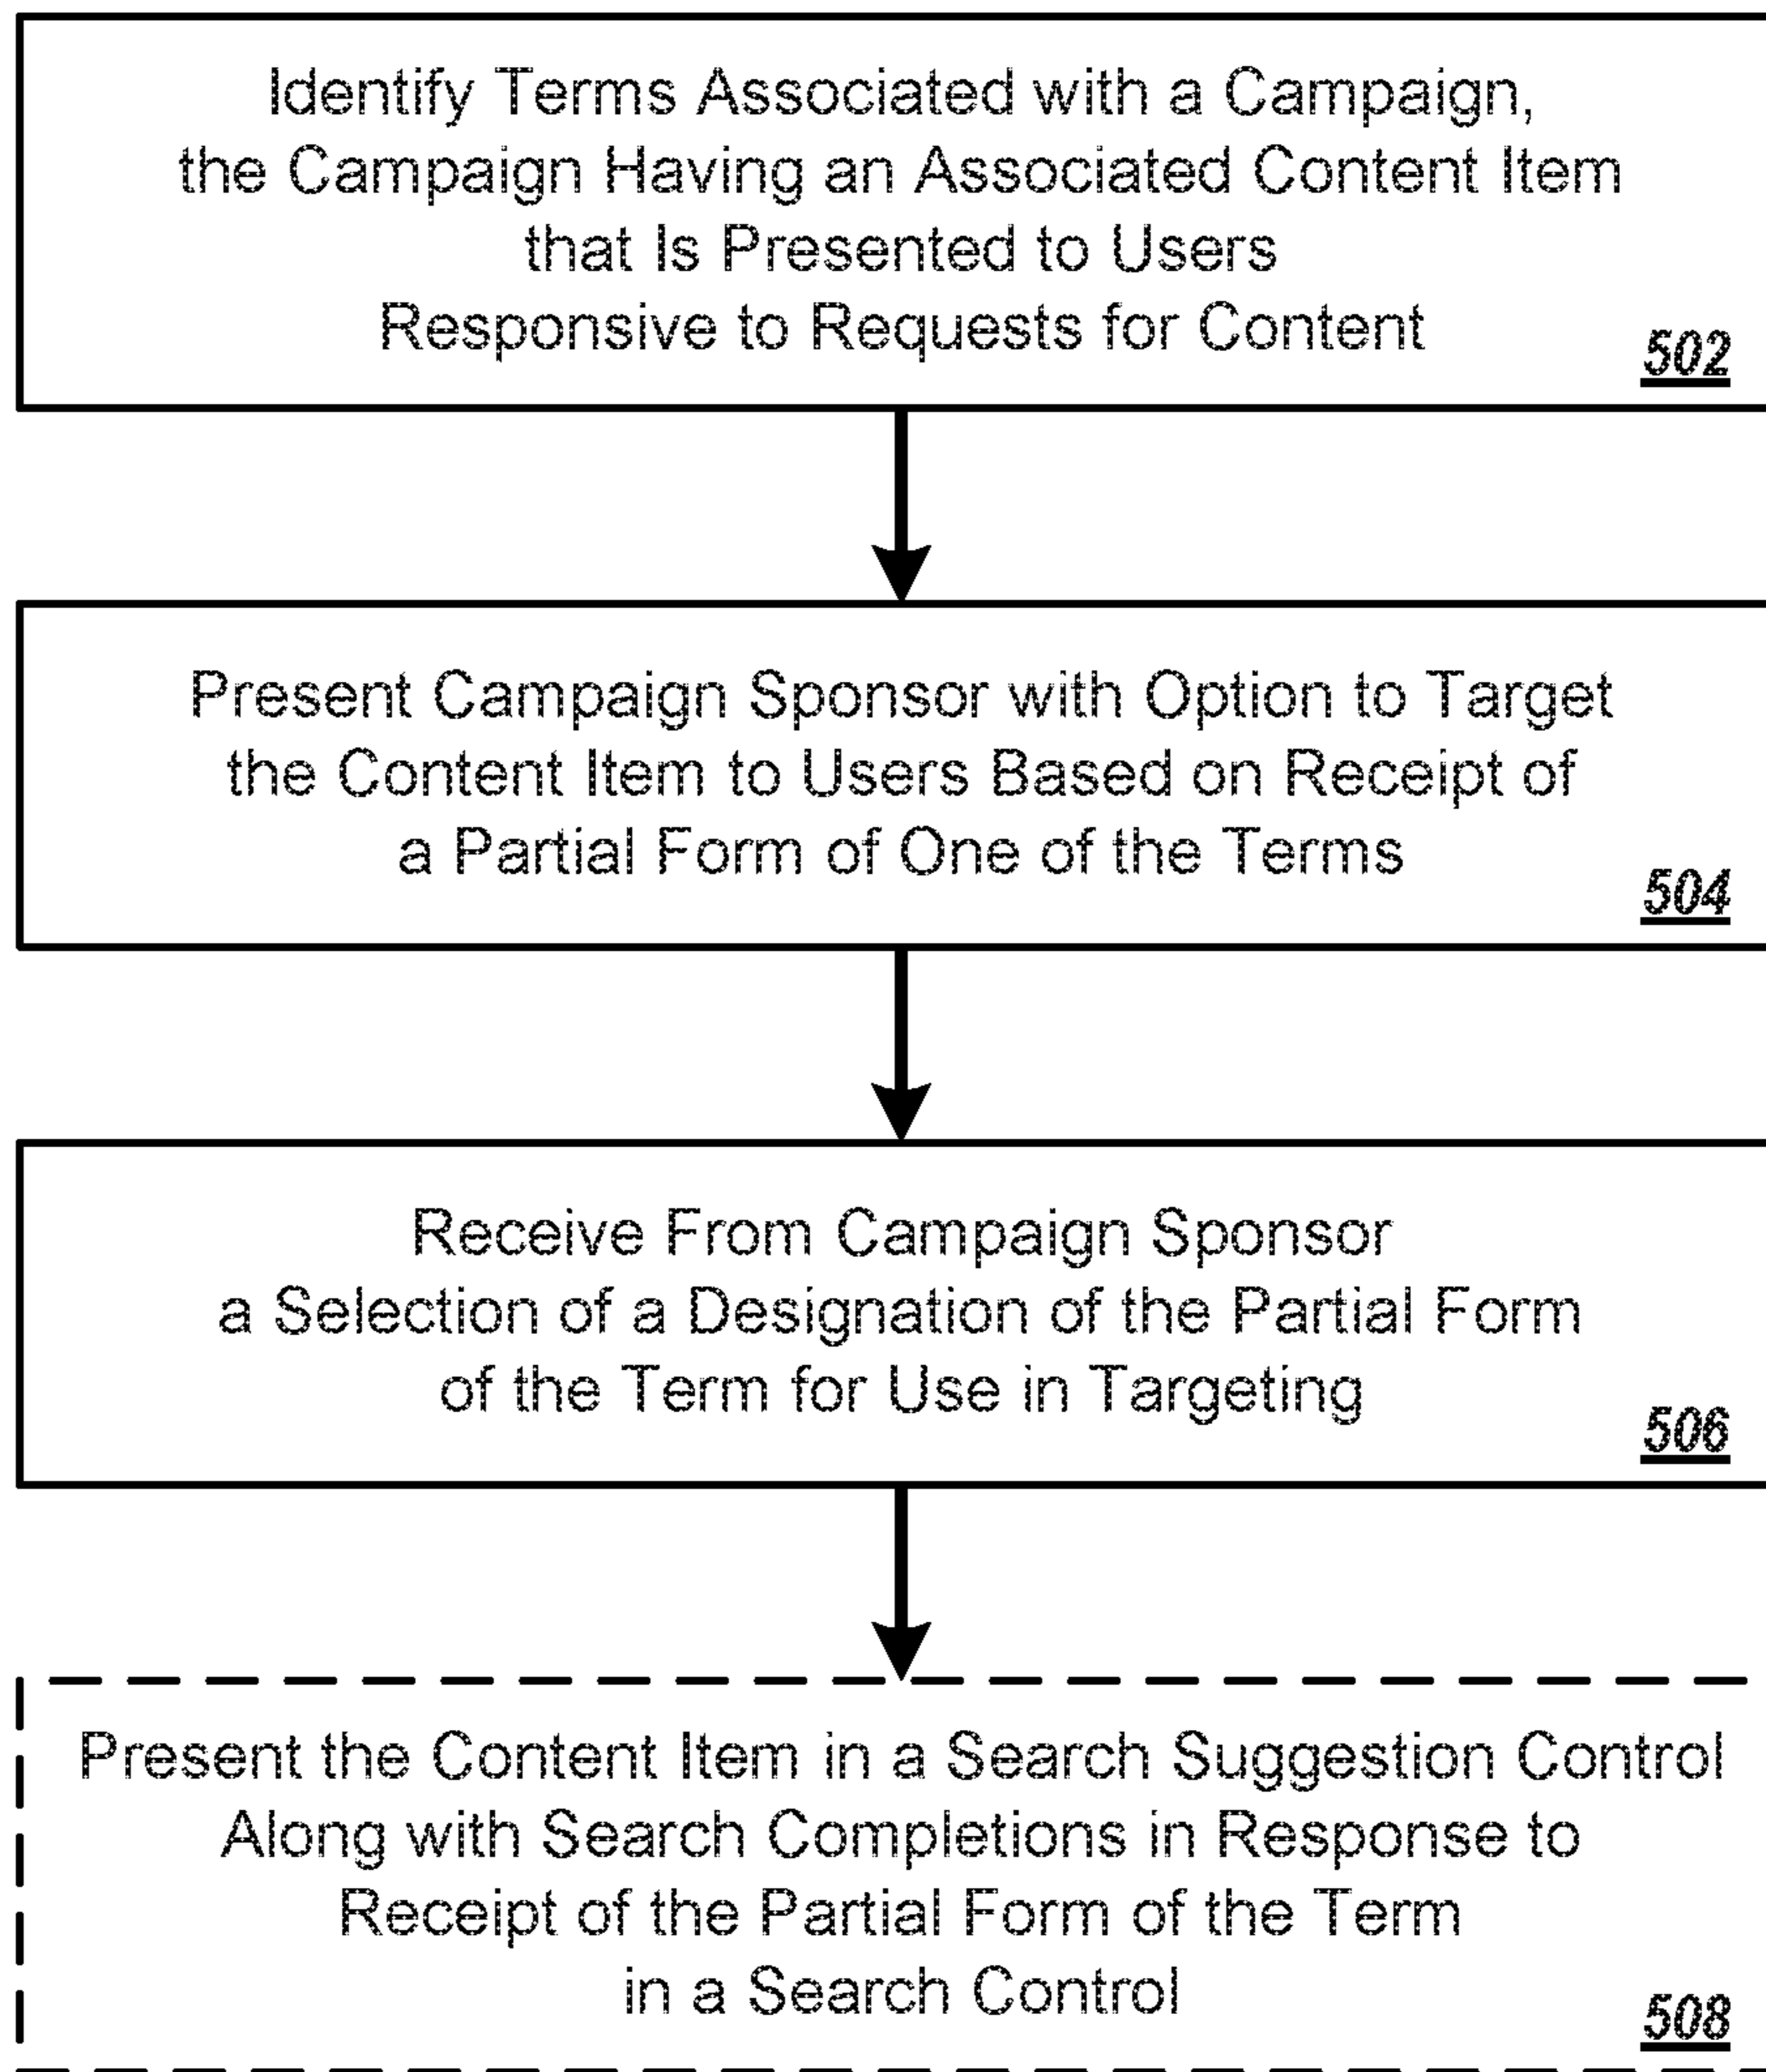 Identify Terms Associated with a Campaign,
the Campaign Having an Associated Content Item
that Is Presented to Users
Responsive to Requests for Content
502
Present Campaign Sponsor with Option to Target
the Content Item to Users Based on Receipt of
a Partial Form of One of the Terms
504
Receive From Campaign Sponsor
a Selection of a Designation of the Partial Form
of the Term for Use in Targeting
506
Present the Content Item in a Search Suggestion Control
Along with Search Completions in Response to
Receipt of the Partial Form of the Term
in a Search Control
508